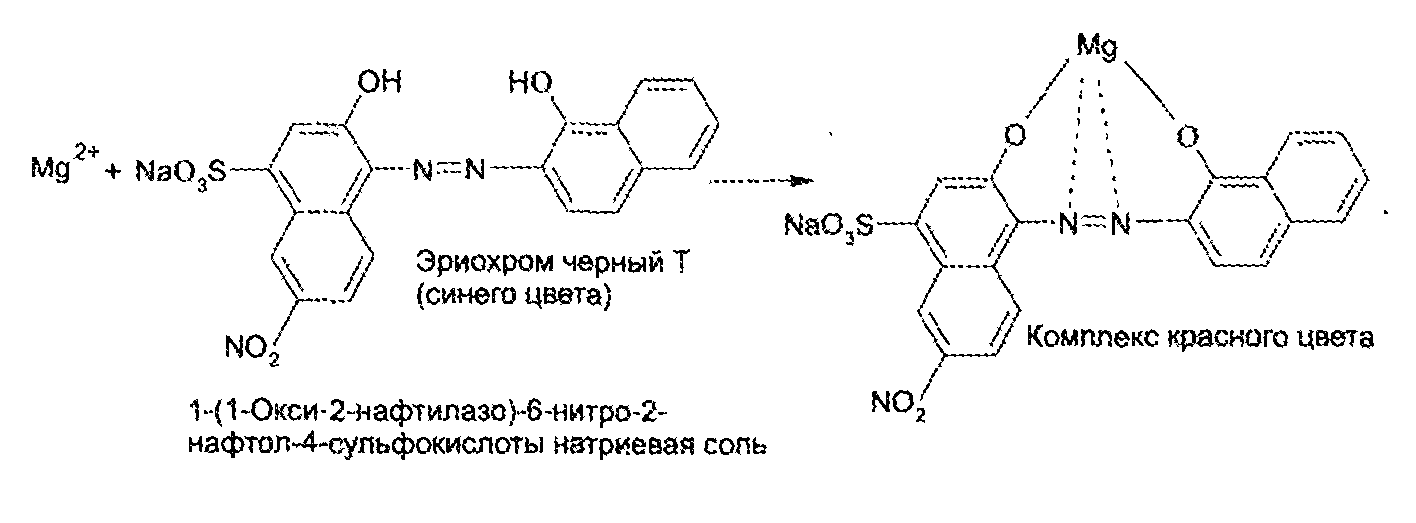 Mg
OH
HO
Mg²⁺ + NaO₃S
N=N
O
O
NaO₃S
N=N
Эриохром черный Т
(синего цвета)
NO₂
Комплекс красного цвета
NO₂
1-(1-Окси-2-нафтилазо)-6-нитро-2-
нафтол-4-сульфокислоты натриевая соль